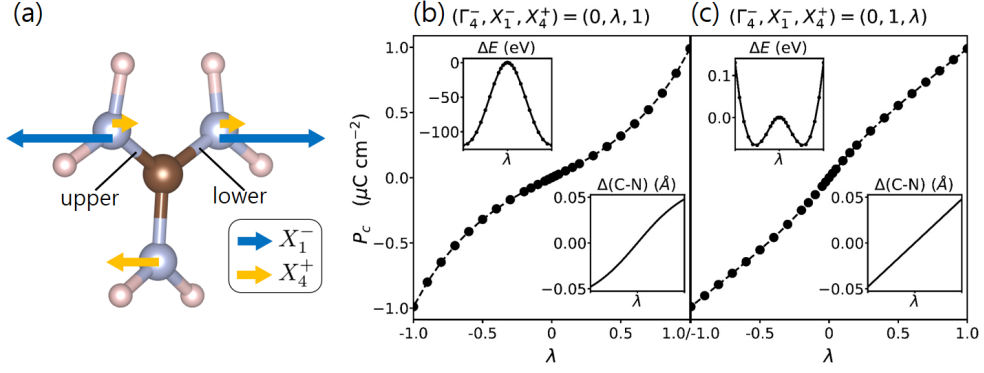 (a)
upper
lower
X₁⁻
X₄⁺
(b)
(Γ₄⁻, X₁⁻, X₄⁺) = (0, λ, 1)
P_c (μC cm⁻²)
1.0
0.5
0.0
−0.5
−1.0
-1.0 -0.5 0.0 0.5 1.0/-1.0
λ
ΔE (eV)
0
−50
−100
λ
Δ(C-N) (Å)
0.00
−0.05
λ
(c)
(Γ₄⁻, X₁⁻, X₄⁺) = (0, 1, λ)
ΔE (eV)
0.1
0.0
λ
Δ(C-N) (Å)
0.05
0.00
−0.05
λ
-0.5 0.0 0.5 1.0
λ